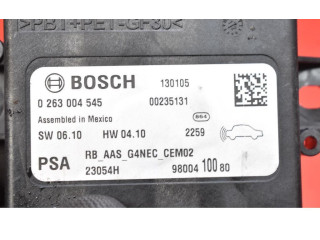 >PBT+PET-GF30<
BOSCH 130105
0 263 004 545 00235131
Assembled in Mexico
SW 06.10 HW 04.10 2259
PSA RB_AAS_G4NEC_CEM02
23054H 98004 100 80